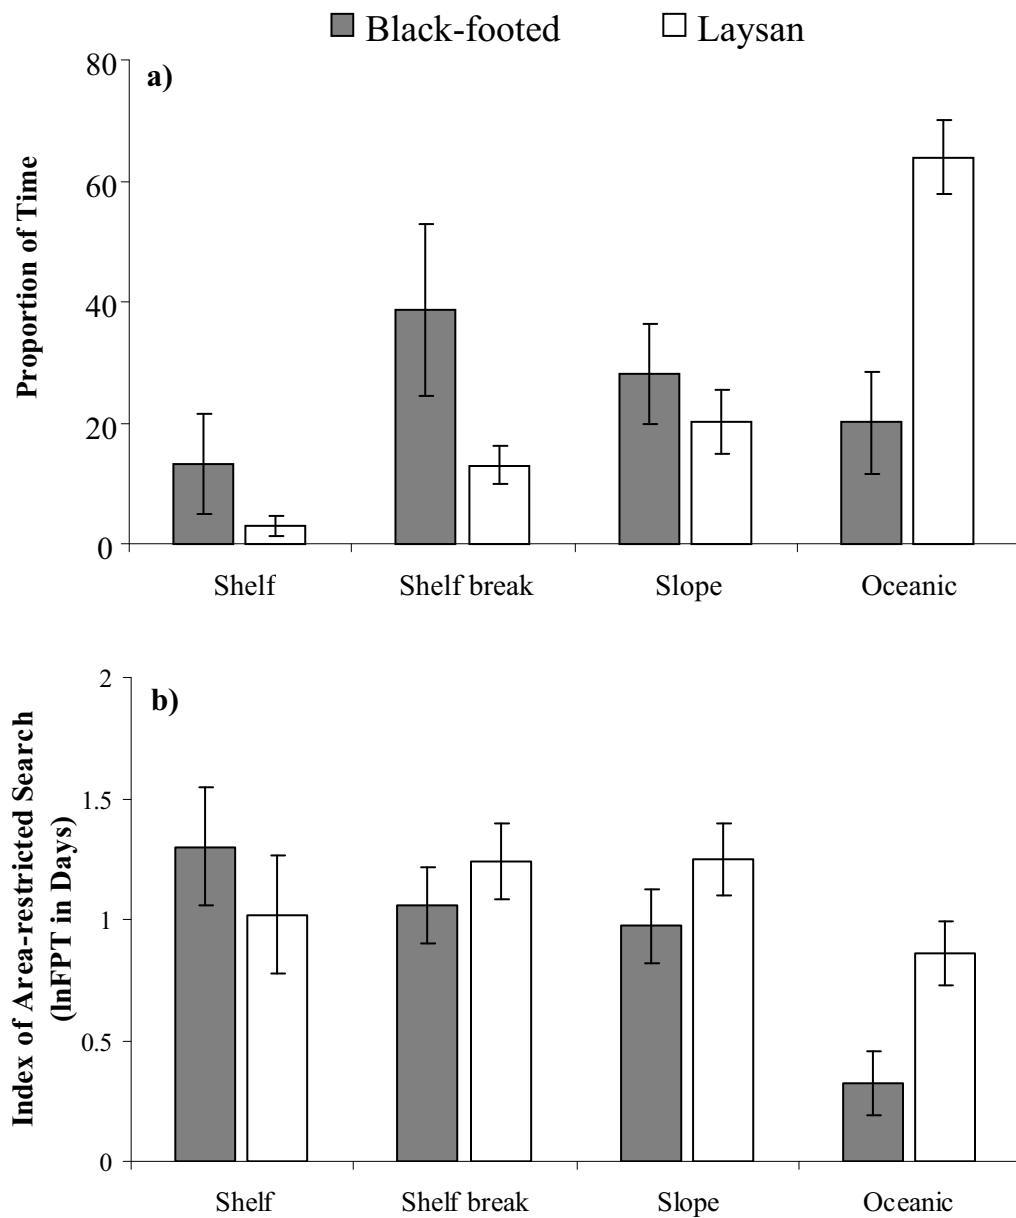 Black-footed Laysan
a)
80
60
40
20
0
Proportion of Time
Shelf Shelf break Slope Oceanic
b)
2
1.5
1
0.5
0
Index of Area-restricted Search
(lnFPT in Days)
Shelf Shelf break Slope Oceanic